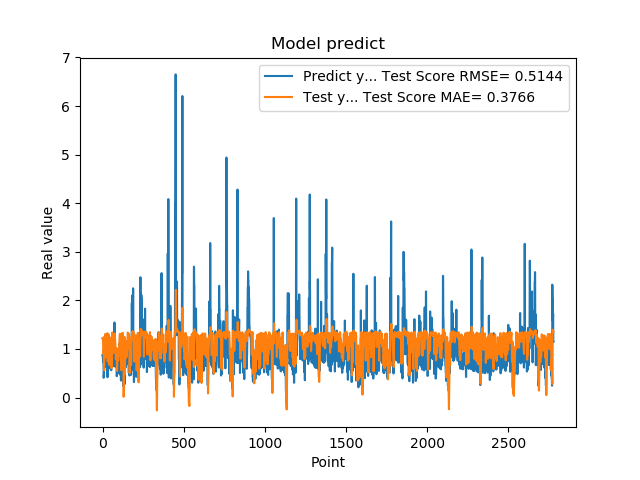 Model predict
Predict y... Test Score RMSE= 0.5144
Test y... Test Score MAE= 0.3766
Real value
7
6
5
4
3
2
1
0
0 500 1000 1500 2000 2500
Point